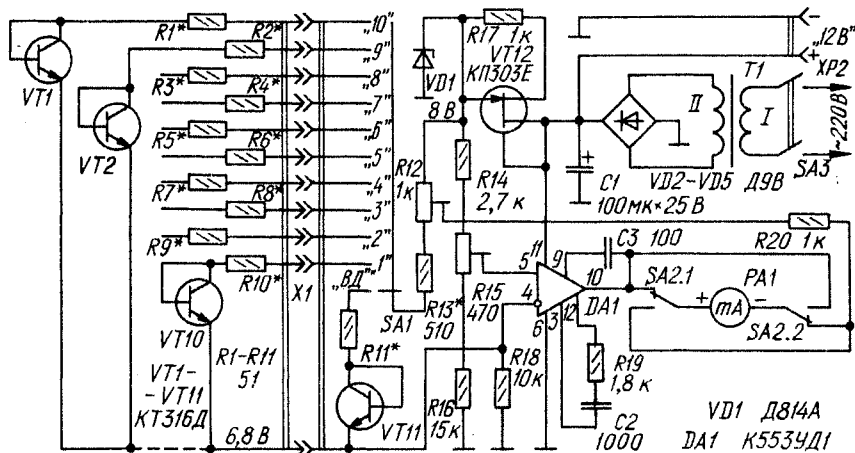 R1*
R2*
„10"
R17 1к
VT12
КП303Е
–
„12В"
+
„9"
R3*
R4*
„8"
VD1
T1
XP2
VT1
„7"
8 В
II
I
~220В
R5*
R6*
„6"
VT2
„5"
R12
1к
R14
2,7 к
C1
100мк×25 В
VD2-VD5 Д9В
SA3
R7*
R8*
„4"
„3"
R9*
„2"
11
9
C3 100
R20 1к
R10*
X1
„1"
„ВД"
5
10
SA2.1
PA1
4
DA1
+ mA –
VT10
SA1
R13*
510
R15
470
6
3
12
SA2.2
R1-R11
51
R11*
R18
10к
R19
1,8 к
VT1-
-VT11
КТ316Д
R16
15к
C2
1000
VD1 Д814А
6,8 В
VT11
DA1 К553УД1